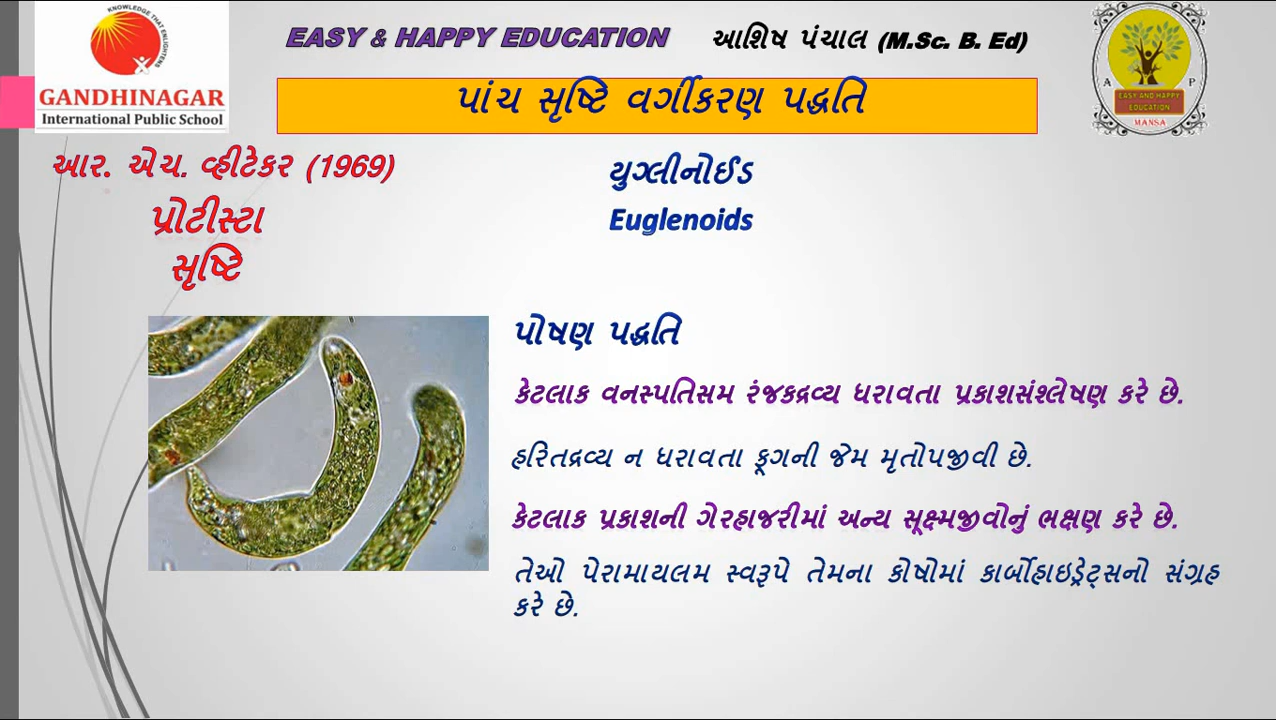 KNOWLEDGE THAT ENLIGHTENS
GANDHINAGAR
International Public School
EASY & HAPPY EDUCATION આશિષ પંચાલ (M.Sc. B. Ed)
A P
EASY AND HAPPY
EDUCATION
MANSA
પાંચ સૃષ્ટિ વર્ગીકરણ પદ્ધતિ
આર. એચ. વ્હીટેકર (1969)
પ્રોટીસ્ટા
સૃષ્ટિ
યુગ્લીનોઈડ
Euglenoids
પોષણ પદ્ધતિ
કેટલાક વનસ્પતિસમ રંજકદ્રવ્ય ધરાવતા પ્રકાશસંશ્લેષણ કરે છે.
હરિતદ્રવ્ય ન ધરાવતા ફૂગની જેમ મૃતોપજીવી છે.
કેટલાક પ્રકાશની ગેરહાજરીમાં અન્ય સૂક્ષ્મજીવોનું ભક્ષણ કરે છે.
તેઓ પેરામાયલમ સ્વરૂપે તેમના કોષોમાં કાર્બોહાઇડ્રેટ્સનો સંગ્રહ
કરે છે.